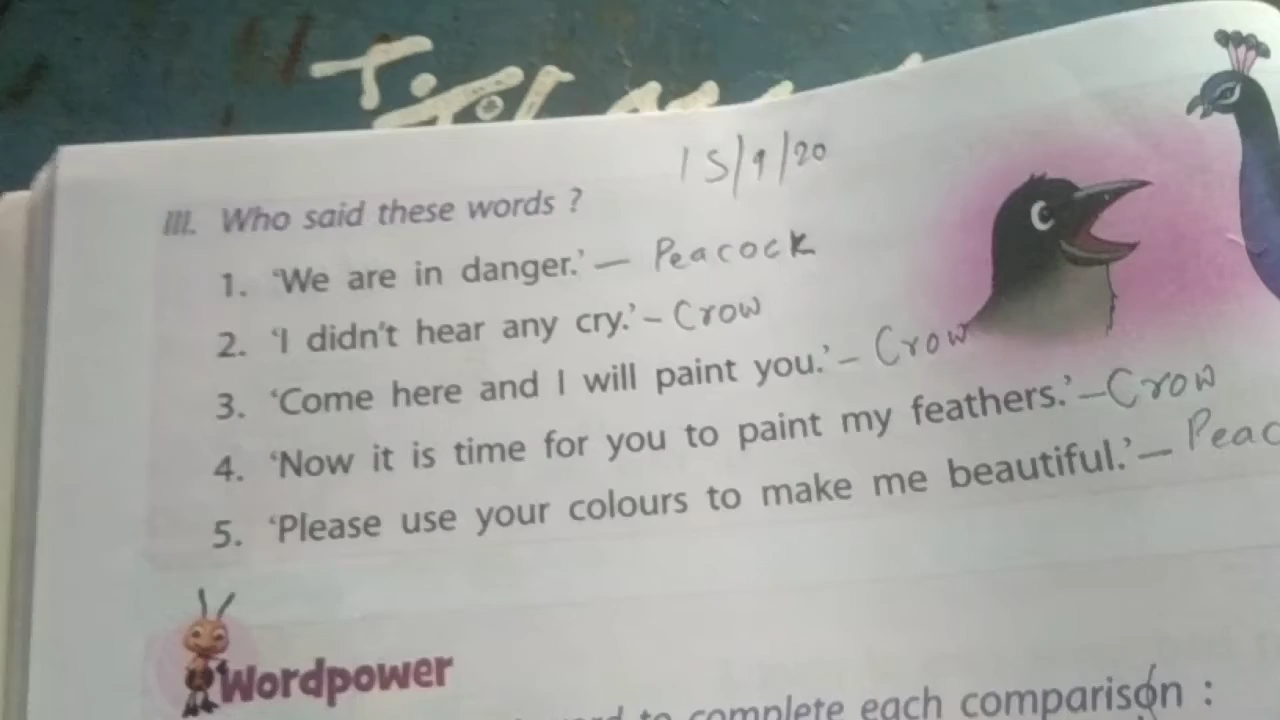 15/9/20
III. Who said these words ?
1. 'We are in danger.' — Peacock
2. 'I didn't hear any cry.' – Crow
3. 'Come here and I will paint you.' – Crow
4. 'Now it is time for you to paint my feathers.' – Crow
5. 'Please use your colours to make me beautiful.' — Peac
Wordpower
to complete each comparison :